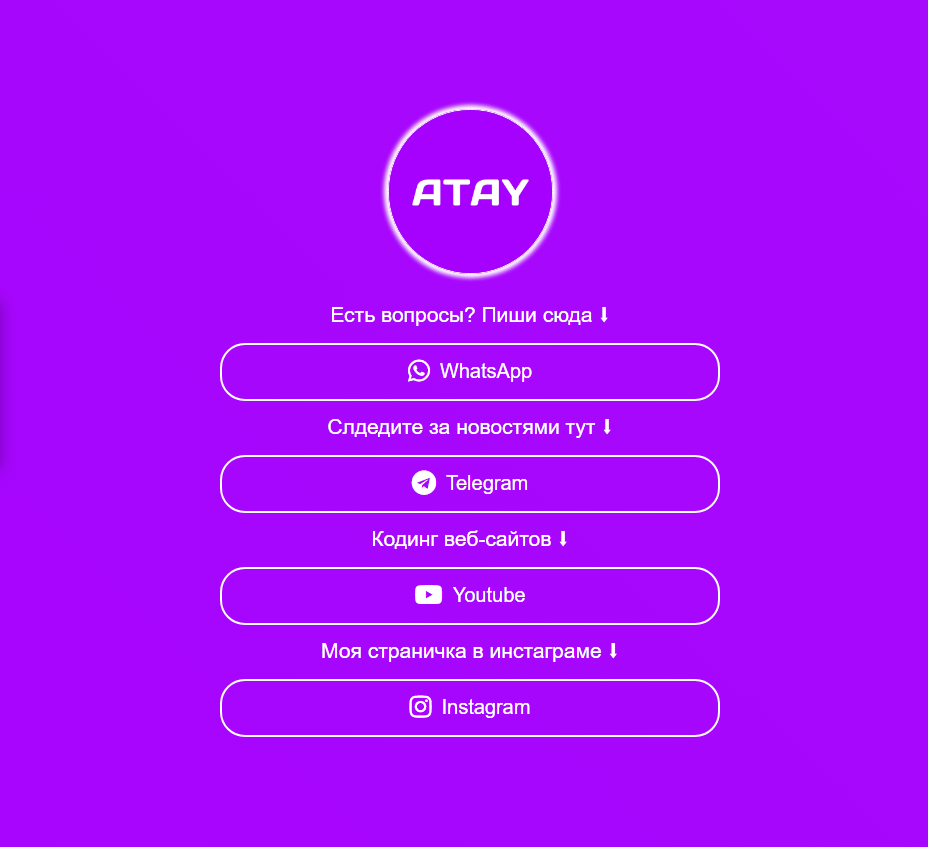 ATAY
Есть вопросы? Пиши сюда ⬇
WhatsApp
Слдедите за новостями тут ⬇
Telegram
Кодинг веб-сайтов ⬇
Youtube
Моя страничка в инстаграме ⬇
Instagram